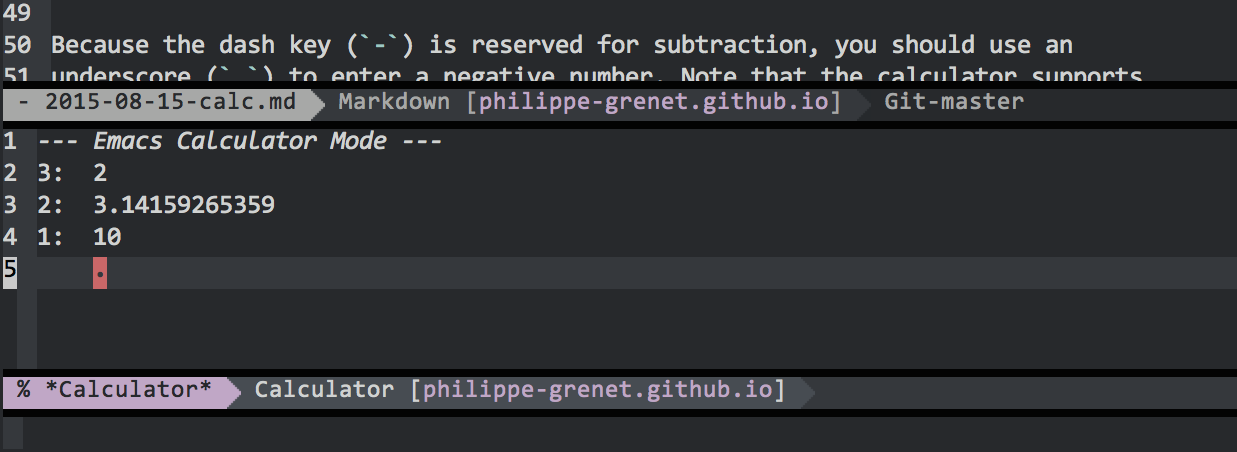 49
50 Because the dash key (`-`) is reserved for subtraction, you should use an
51 underscore (`_`) to enter a negative number. Note that the calculator supports
- 2015-08-15-calc.md Markdown [philippe-grenet.github.io] Git-master
1 --- Emacs Calculator Mode ---
2 3: 2
3 2: 3.14159265359
4 1: 10
5 .
% *Calculator* Calculator [philippe-grenet.github.io]